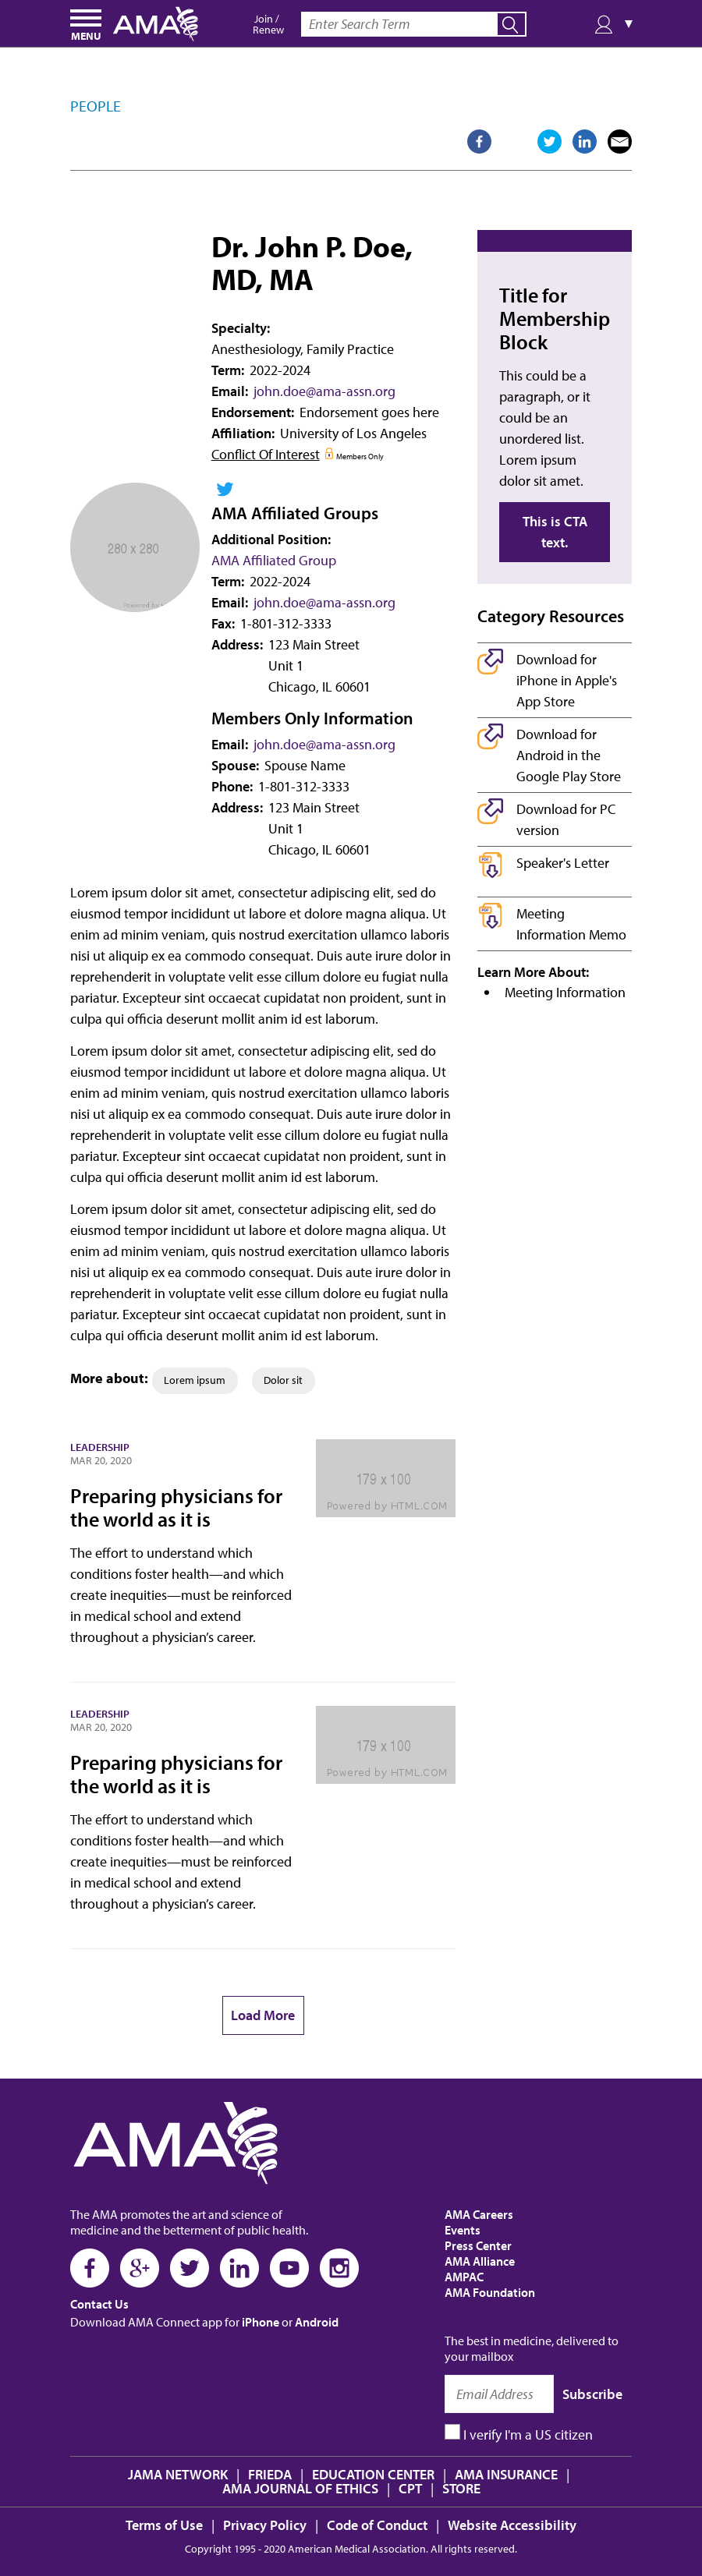 MENU
AMA
Join /
Renew
Enter Search Term
▼
PEOPLE
Dr. John P. Doe,
MD, MA
Specialty:
Anesthesiology, Family Practice
Term: 2022-2024
Email: john.doe@ama-assn.org
Endorsement: Endorsement goes here
Affiliation: University of Los Angeles
Conflict Of Interest Members Only
280 x 280
Powered by
AMA Affiliated Groups
Additional Position:
AMA Affiliated Group
Term: 2022-2024
Email: john.doe@ama-assn.org
Fax: 1-801-312-3333
Address: 123 Main Street
Unit 1
Chicago, IL 60601
Members Only Information
Email: john.doe@ama-assn.org
Spouse: Spouse Name
Phone: 1-801-312-3333
Address: 123 Main Street
Unit 1
Chicago, IL 60601
Lorem ipsum dolor sit amet, consectetur adipiscing elit, sed do
eiusmod tempor incididunt ut labore et dolore magna aliqua. Ut
enim ad minim veniam, quis nostrud exercitation ullamco laboris
nisi ut aliquip ex ea commodo consequat. Duis aute irure dolor in
reprehenderit in voluptate velit esse cillum dolore eu fugiat nulla
pariatur. Excepteur sint occaecat cupidatat non proident, sunt in
culpa qui officia deserunt mollit anim id est laborum.
Lorem ipsum dolor sit amet, consectetur adipiscing elit, sed do
eiusmod tempor incididunt ut labore et dolore magna aliqua. Ut
enim ad minim veniam, quis nostrud exercitation ullamco laboris
nisi ut aliquip ex ea commodo consequat. Duis aute irure dolor in
reprehenderit in voluptate velit esse cillum dolore eu fugiat nulla
pariatur. Excepteur sint occaecat cupidatat non proident, sunt in
culpa qui officia deserunt mollit anim id est laborum.
Lorem ipsum dolor sit amet, consectetur adipiscing elit, sed do
eiusmod tempor incididunt ut labore et dolore magna aliqua. Ut
enim ad minim veniam, quis nostrud exercitation ullamco laboris
nisi ut aliquip ex ea commodo consequat. Duis aute irure dolor in
reprehenderit in voluptate velit esse cillum dolore eu fugiat nulla
pariatur. Excepteur sint occaecat cupidatat non proident, sunt in
culpa qui officia deserunt mollit anim id est laborum.
More about: Lorem ipsum Dolor sit
LEADERSHIP
MAR 20, 2020
Preparing physicians for
the world as it is
The effort to understand which
conditions foster health—and which
create inequities—must be reinforced
in medical school and extend
throughout a physician’s career.
179 x 100
Powered by HTML.COM
LEADERSHIP
MAR 20, 2020
Preparing physicians for
the world as it is
The effort to understand which
conditions foster health—and which
create inequities—must be reinforced
in medical school and extend
throughout a physician’s career.
179 x 100
Powered by HTML.COM
Load More
Title for
Membership
Block
This could be a
paragraph, or it
could be an
unordered list.
Lorem ipsum
dolor sit amet.
This is CTA
text.
Category Resources
Download for
iPhone in Apple's
App Store
Download for
Android in the
Google Play Store
Download for PC
version
PDF
Speaker's Letter
PDF
Meeting
Information Memo
Learn More About:
• Meeting Information
AMA
The AMA promotes the art and science of
medicine and the betterment of public health.
Contact Us
Download AMA Connect app for iPhone or Android
AMA Careers
Events
Press Center
AMA Alliance
AMPAC
AMA Foundation
The best in medicine, delivered to
your mailbox
Email Address Subscribe
I verify I'm a US citizen
JAMA NETWORK | FRIEDA | EDUCATION CENTER | AMA INSURANCE |
AMA JOURNAL OF ETHICS | CPT | STORE
Terms of Use | Privacy Policy | Code of Conduct | Website Accessibility
Copyright 1995 - 2020 American Medical Association. All rights reserved.